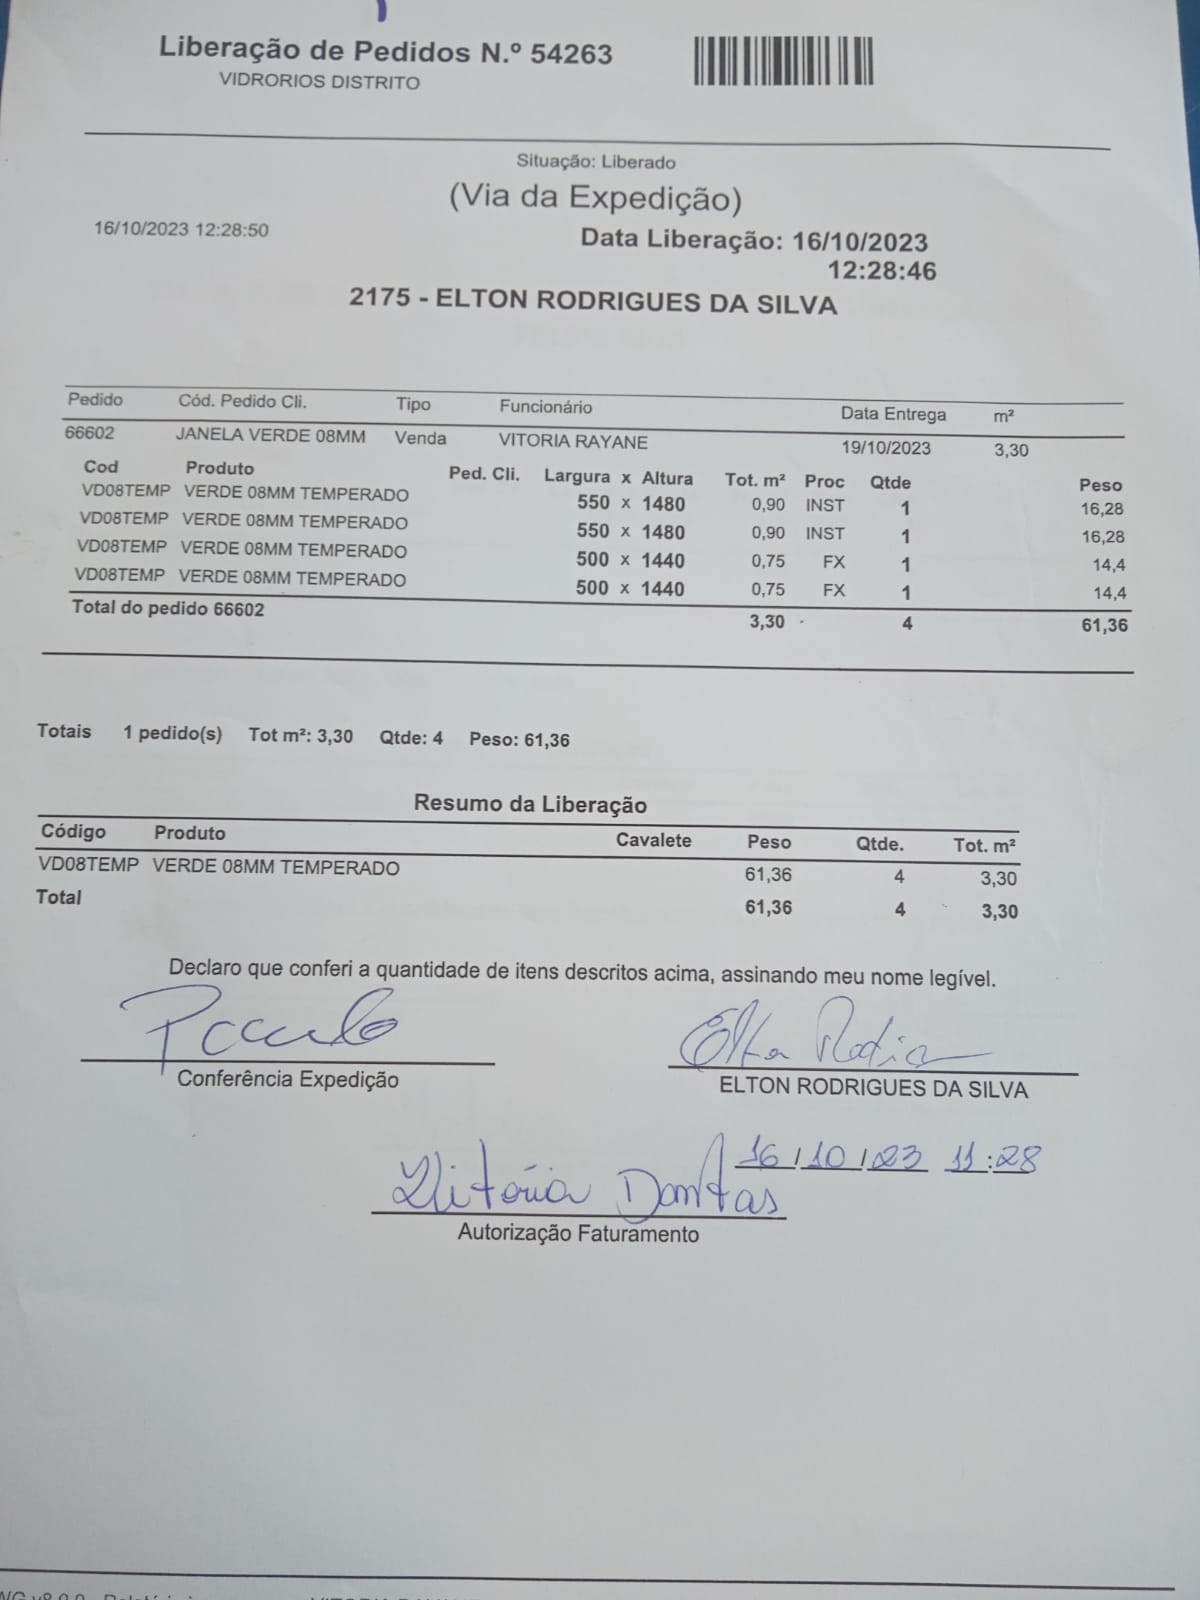 Liberação de Pedidos N.º 54263
VIDRORIOS DISTRITO
Situação: Liberado
(Via da Expedição)
16/10/2023 12:28:50
Data Liberação: 16/10/2023
12:28:46
2175 - ELTON RODRIGUES DA SILVA
Pedido Cód. Pedido Cli. Tipo Funcionário Data Entrega m²
66602 JANELA VERDE 08MM Venda VITORIA RAYANE 19/10/2023 3,30
Cod Produto Ped. Cli. Largura x Altura Tot. m² Proc Qtde Peso
VD08TEMP VERDE 08MM TEMPERADO 550 x 1480 0,90 INST 1 16,28
VD08TEMP VERDE 08MM TEMPERADO 550 x 1480 0,90 INST 1 16,28
VD08TEMP VERDE 08MM TEMPERADO 500 x 1440 0,75 FX 1 14,4
VD08TEMP VERDE 08MM TEMPERADO 500 x 1440 0,75 FX 1 14,4
Total do pedido 66602 3,30 4 61,36
Totais 1 pedido(s) Tot m²: 3,30 Qtde: 4 Peso: 61,36
Resumo da Liberação
Código Produto Cavalete Peso Qtde. Tot. m²
VD08TEMP VERDE 08MM TEMPERADO 61,36 4 3,30
Total 61,36 4 3,30
Declaro que conferi a quantidade de itens descritos acima, assinando meu nome legível.
Conferência Expedição
ELTON RODRIGUES DA SILVA
16/10/23 11:28
Vitória Dantas
Autorização Faturamento